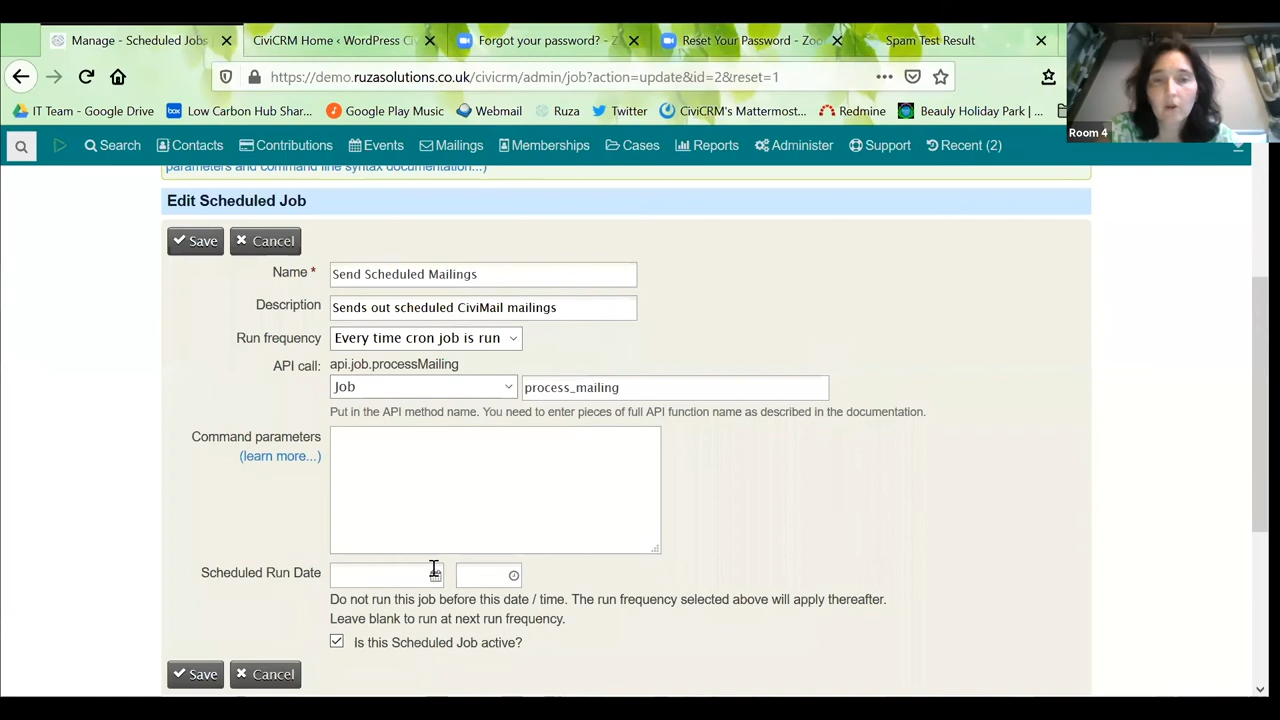 Manage - Scheduled Jobs
CiviCRM Home ‹ WordPress Ci
Forgot your password? - Z
Reset Your Password - Zoo
Spam Test Result
https://demo.ruzasolutions.co.uk/civicrm/admin/job?action=update&id=2&reset=1
IT Team - Google Drive
box Low Carbon Hub Shar...
Google Play Music
Webmail
Ruza
Twitter
CiviCRM's Mattermost...
Redmine
Beauly Holiday Park | ...
Room 4
Search Contacts Contributions Events Mailings Memberships Cases Reports Administer Support Recent (2)
parameters and command line syntax documentation...)
Edit Scheduled Job
Save Cancel
Name * Send Scheduled Mailings
Description Sends out scheduled CiviMail mailings
Run frequency Every time cron job is run
API call: api.job.processMailing
Job process_mailing
Put in the API method name. You need to enter pieces of full API function name as described in the documentation.
Command parameters
(learn more...)
Scheduled Run Date
Do not run this job before this date / time. The run frequency selected above will apply thereafter.
Leave blank to run at next run frequency.
Is this Scheduled Job active?
Save Cancel